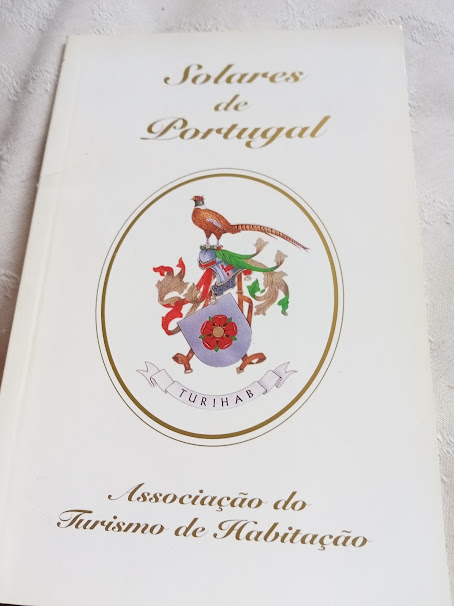 Solares
de
Portugal
TURIHAB
Associação do
Turismo de Habitação